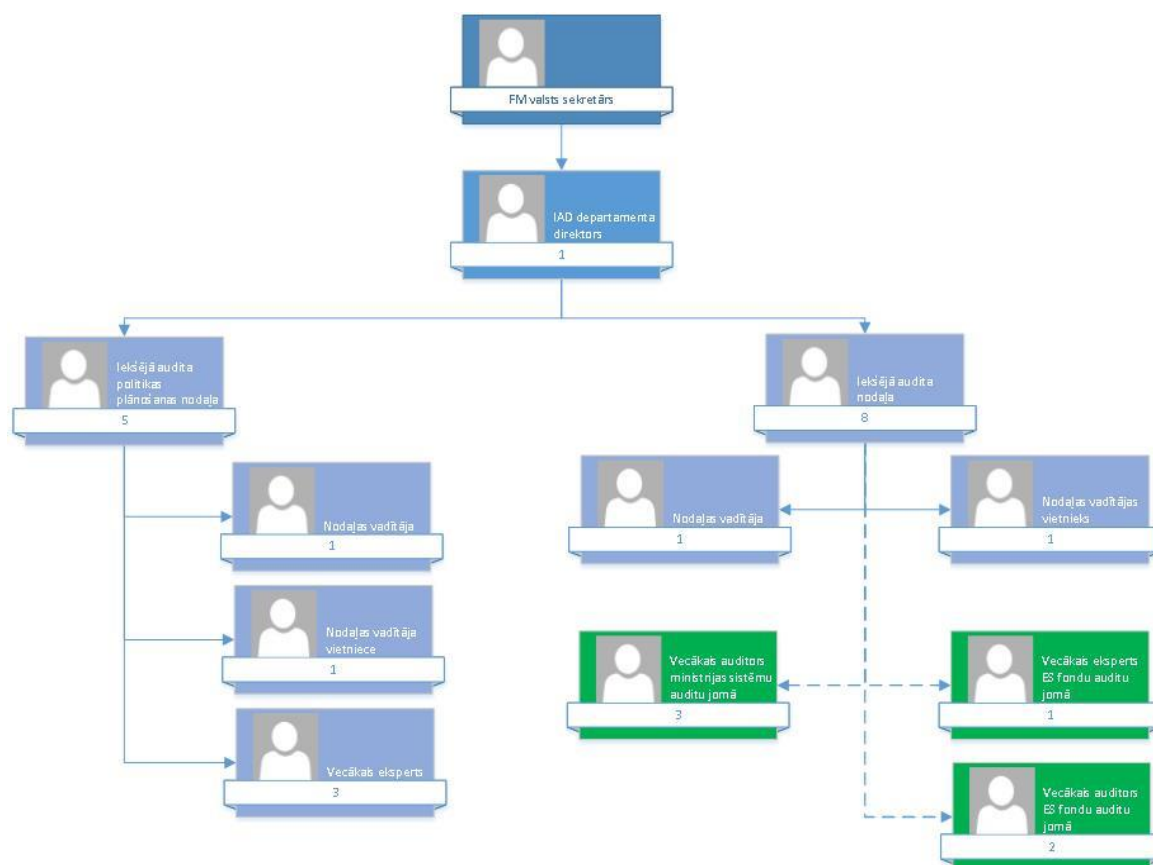 FM valsts sekretārs
IAD departamenta
direktors
1
Iekšējā audita
politikas
plānošanas nodaļa
5
Iekšējā audita
nodaļa
8
Nodaļas vadītāja
1
Nodaļas vadītāja
vietniece
1
Vecākais eksperts
3
Nodaļas vadītāja
1
Nodaļas vadītājas
vietnieks
1
Vecākais auditors
ministrijas sistēmu
auditu jomā
3
Vecākais eksperts
ES fondu auditu
jomā
1
Vecākais auditors
ES fondu auditu
jomā
2